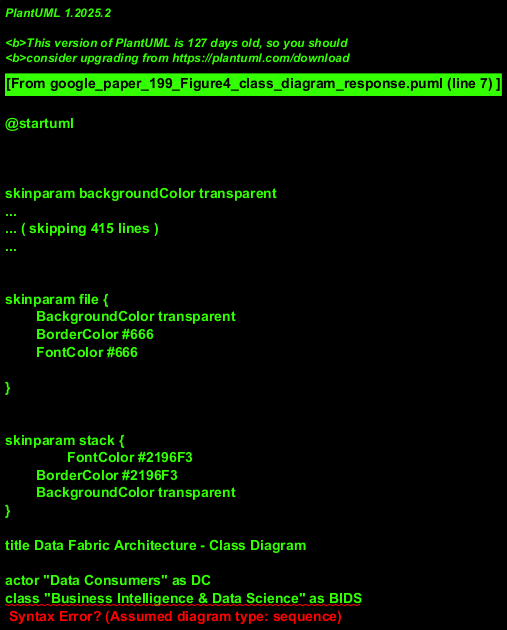 PlantUML 1.2025.2
<b>This version of PlantUML is 127 days old, so you should
<b>consider upgrading from https://plantuml.com/download
[From google_paper_199_Figure4_class_diagram_response.puml (line 7) ]
@startuml
skinparam backgroundColor transparent
...
... ( skipping 415 lines )
...
skinparam file {
BackgroundColor transparent
BorderColor #666
FontColor #666
}
skinparam stack {
FontColor #2196F3
BorderColor #2196F3
BackgroundColor transparent
}
title Data Fabric Architecture - Class Diagram
actor "Data Consumers" as DC
class "Business Intelligence & Data Science" as BIDS
Syntax Error? (Assumed diagram type: sequence)